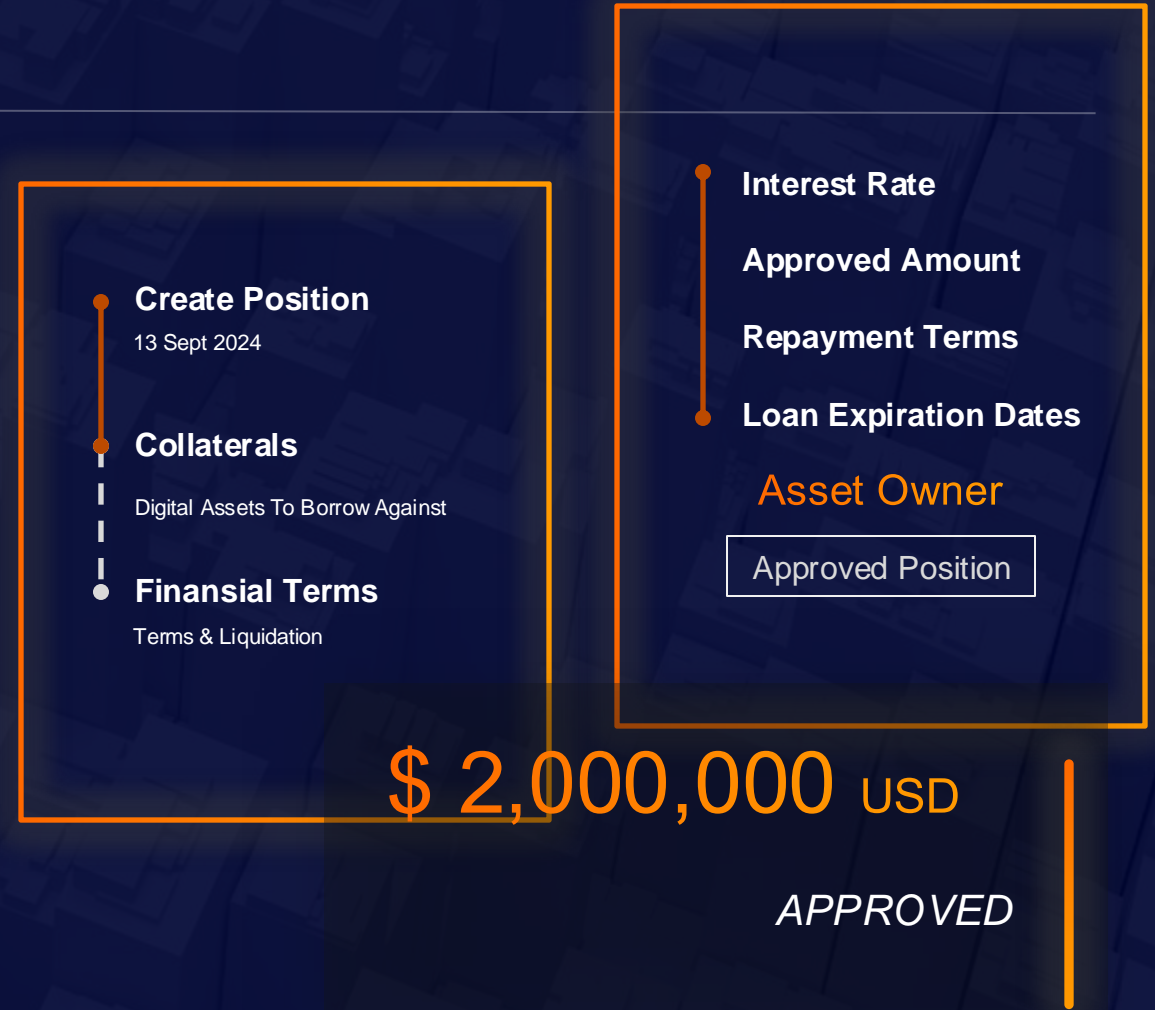 Create Position
13 Sept 2024
Collaterals
Digital Assets To Borrow Against
Finansial Terms
Terms & Liquidation
Interest Rate
Approved Amount
Repayment Terms
Loan Expiration Dates
Asset Owner
Approved Position
$ 2,000,000 USD
APPROVED